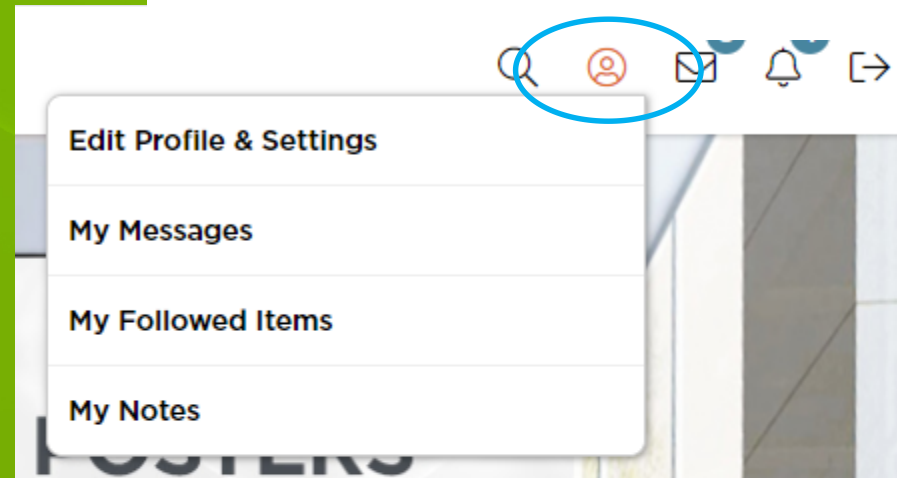 Edit Profile & Settings
My Messages
My Followed Items
My Notes
POSTERS